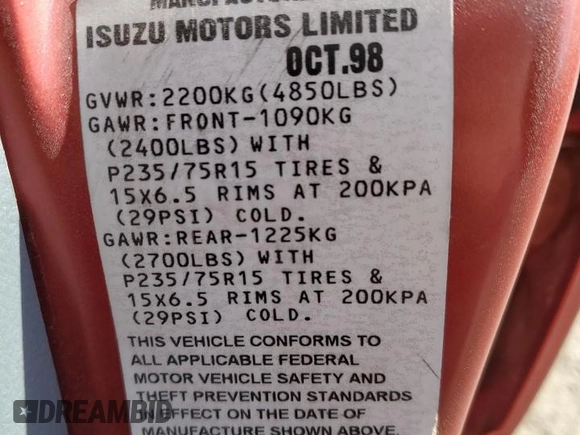 MANUFACTURED
ISUZU MOTORS LIMITED
OCT.98
GVWR:2200KG(4850LBS)
GAWR:FRONT-1090KG
(2400LBS)WITH
P235/75R15 TIRES &
15X6.5 RIMS AT 200KPA
(29PSI) COLD.
GAWR:REAR-1225KG
(2700LBS)WITH
P235/75R15 TIRES &
15X6.5 RIMS AT 200KPA
(29PSI) COLD.
THIS VEHICLE CONFORMS TO
ALL APPLICABLE FEDERAL
MOTOR VEHICLE SAFETY AND
THEFT PREVENTION STANDARDS
IN EFFECT ON THE DATE OF
MANUFACTURE SHOWN ABOVE.
DREAMBID